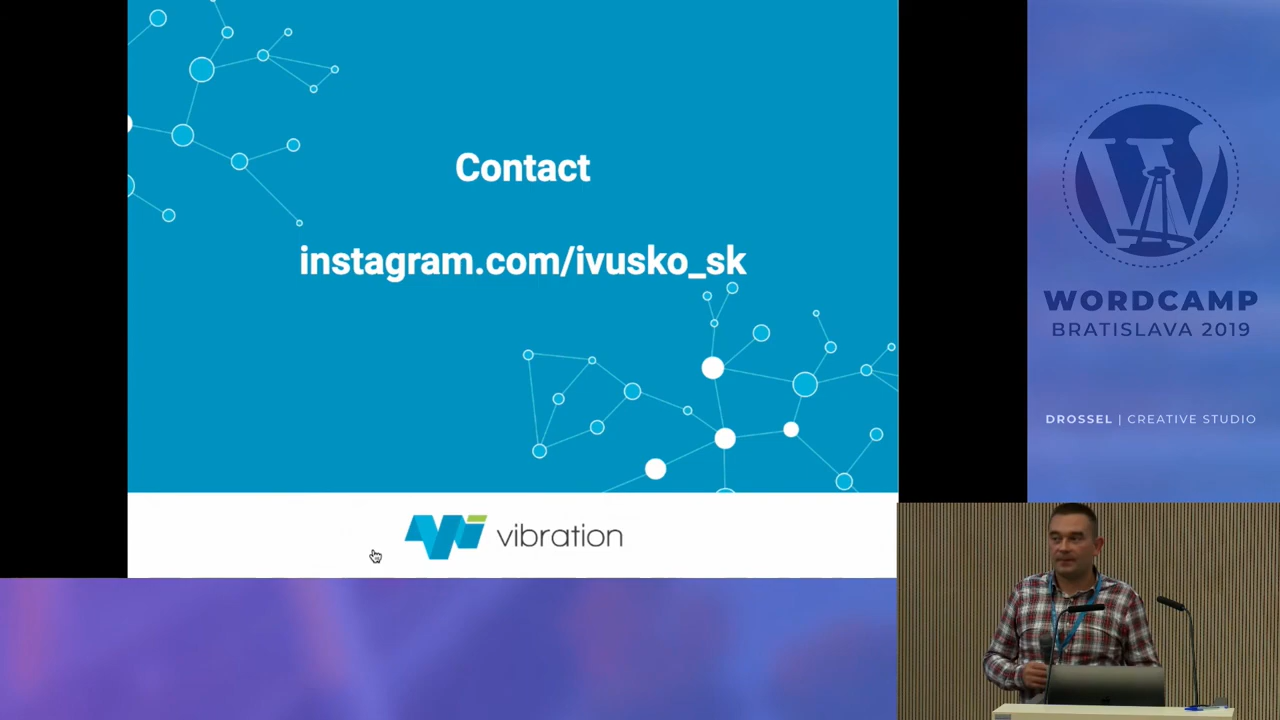 Contact
instagram.com/ivusko_sk
vibration
WORDCAMP
BRATISLAVA 2019
DROSSEL | CREATIVE STUDIO